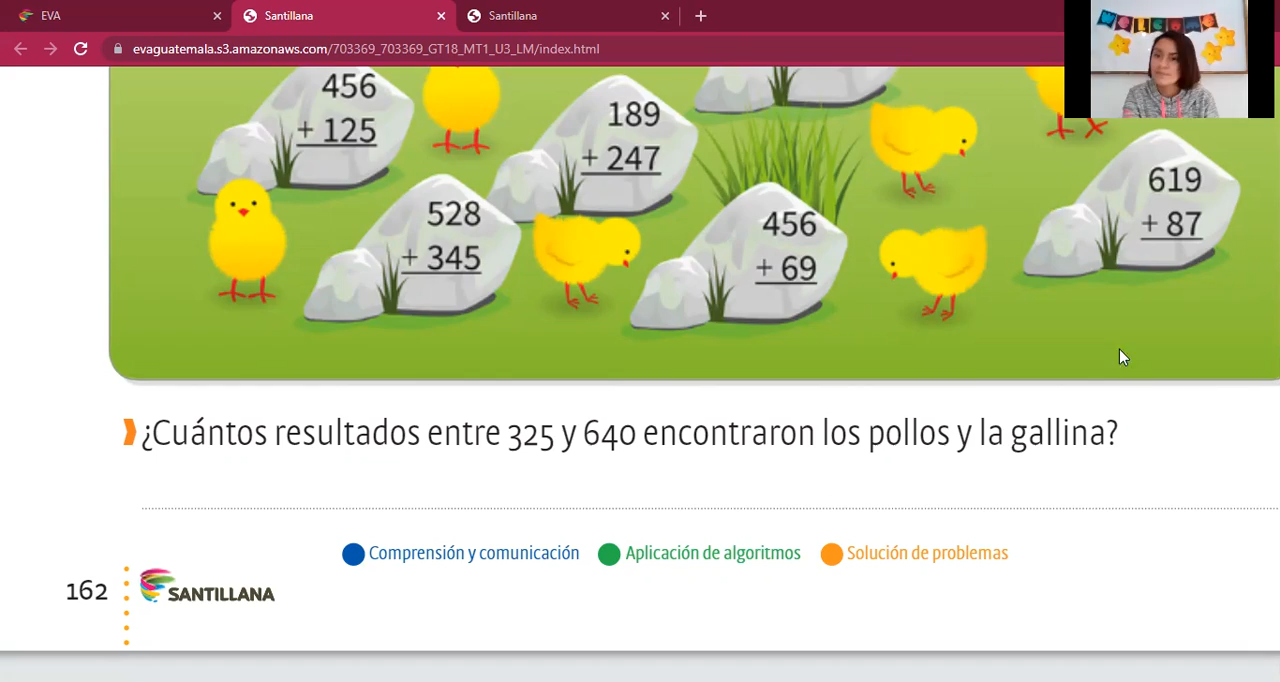 EVA
Santillana
Santillana
evaguatemala.s3.amazonaws.com/703369_703369_GT18_MT1_U3_LM/index.html
456
+ 125
189
+ 247
528
+ 345
456
+ 69
619
+ 87
¿Cuántos resultados entre 325 y 640 encontraron los pollos y la gallina?
Comprensión y comunicación
Aplicación de algoritmos
Solución de problemas
162
SANTILLANA